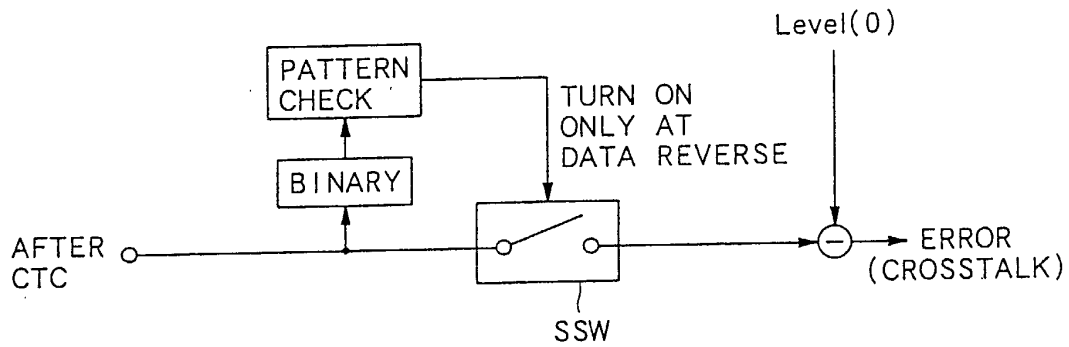 Level(0)
PATTERN
CHECK
TURN ON
ONLY AT
DATA REVERSE
BINARY
AFTER
CTC
ERROR
(CROSSTALK)
SSW